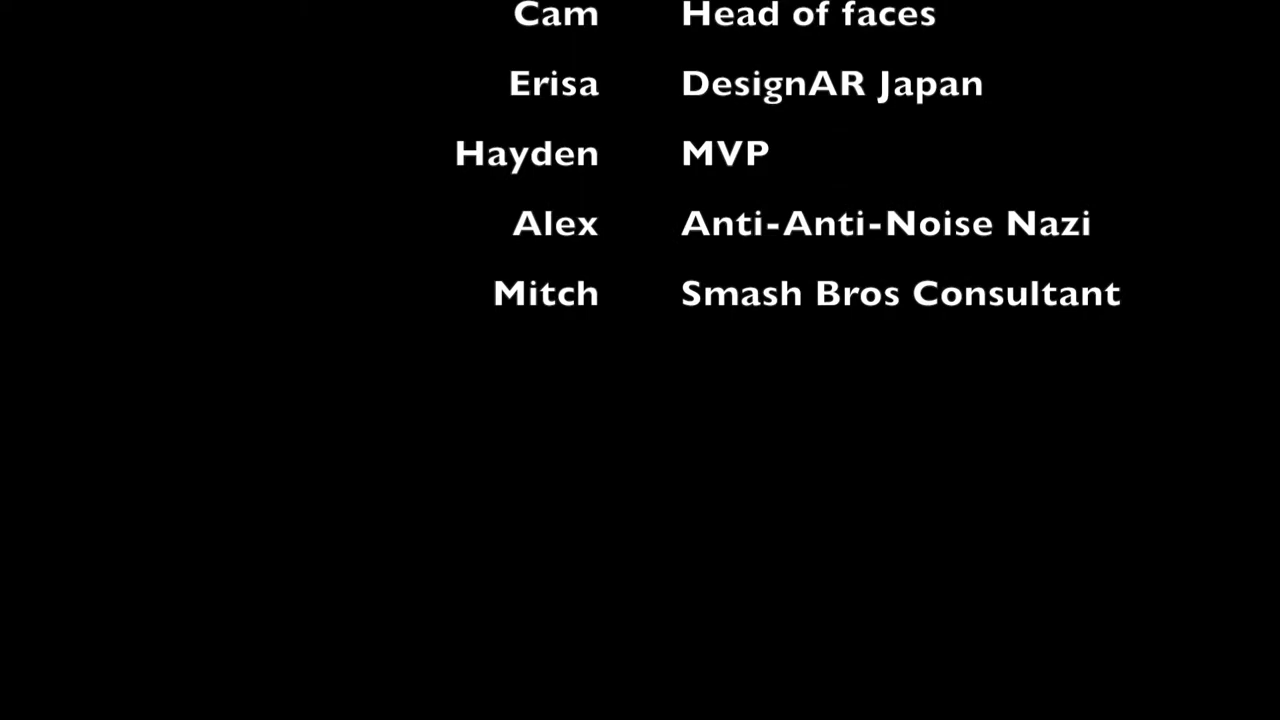 Cam Head of faces
Erisa DesignAR Japan
Hayden MVP
Alex Anti-Anti-Noise Nazi
Mitch Smash Bros Consultant